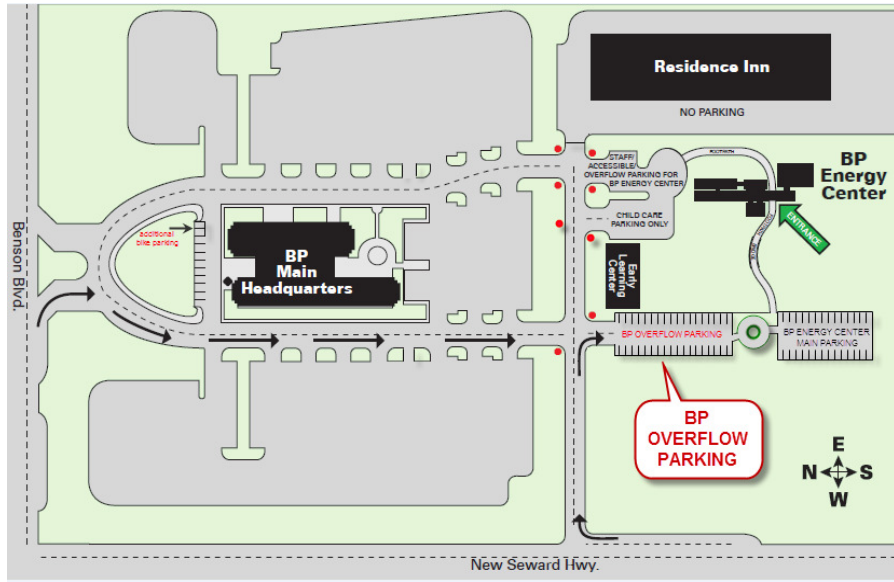 Residence Inn
NO PARKING
STAFF/
ACCESSIBLE/
OVERFLOW PARKING FOR
BP ENERGY CENTER
FOOTPATH
BP
Energy
Center
ENTRANCE
CHILD CARE
PARKING ONLY
Benson Blvd.
additional
bike parking
BP
Main
Headquarters
Early
Learning
Center
BP OVERFLOW PARKING
BP ENERGY CENTER
MAIN PARKING
BP
OVERFLOW
PARKING
E
N
S
W
New Seward Hwy.